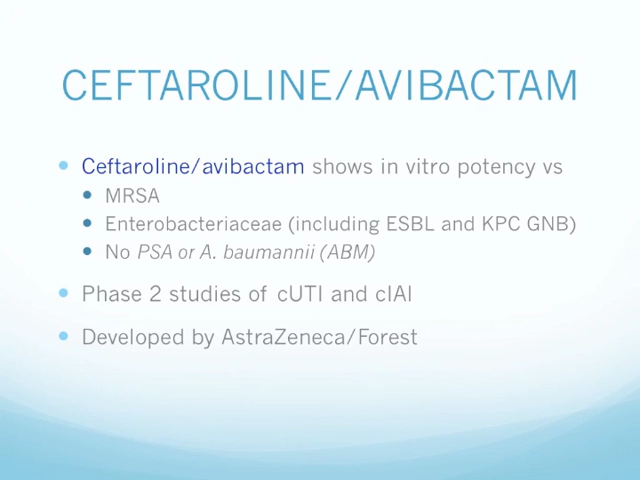 CEFTAROLINE/AVIBACTAM
Ceftaroline/avibactam shows in vitro potency vs
MRSA
Enterobacteriaceae (including ESBL and KPC GNB)
No PSA or A. baumannii (ABM)
Phase 2 studies of cUTI and cIAI
Developed by AstraZeneca/Forest